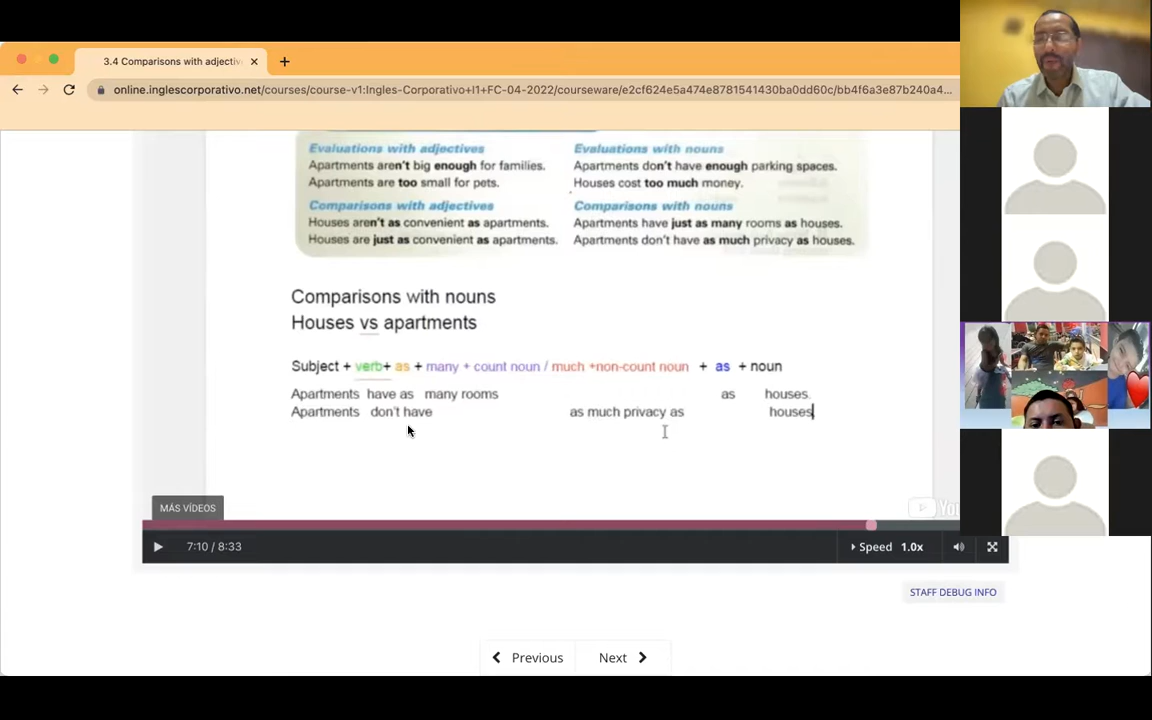 3.4 Comparisons with adjectiv
online.inglescorporativo.net/courses/course-v1:Ingles-Corporativo+I1+FC-04-2022/courseware/e2cf624e5a474e8781541430ba0dd60c/bb4f6a3e87b240a4...
Evaluations with adjectives
Apartments aren't big enough for families.
Apartments are too small for pets.
Comparisons with adjectives
Houses aren't as convenient as apartments.
Houses are just as convenient as apartments.
Evaluations with nouns
Apartments don't have enough parking spaces.
Houses cost too much money.
Comparisons with nouns
Apartments have just as many rooms as houses.
Apartments don't have as much privacy as houses.
Comparisons with nouns
Houses vs apartments
Subject + verb+ as + many + count noun / much +non-count noun + as + noun
Apartments have as many rooms as houses.
Apartments don't have as much privacy as houses
MÁS VÍDEOS
7:10 / 8:33
Speed 1.0x
STAFF DEBUG INFO
Previous
Next